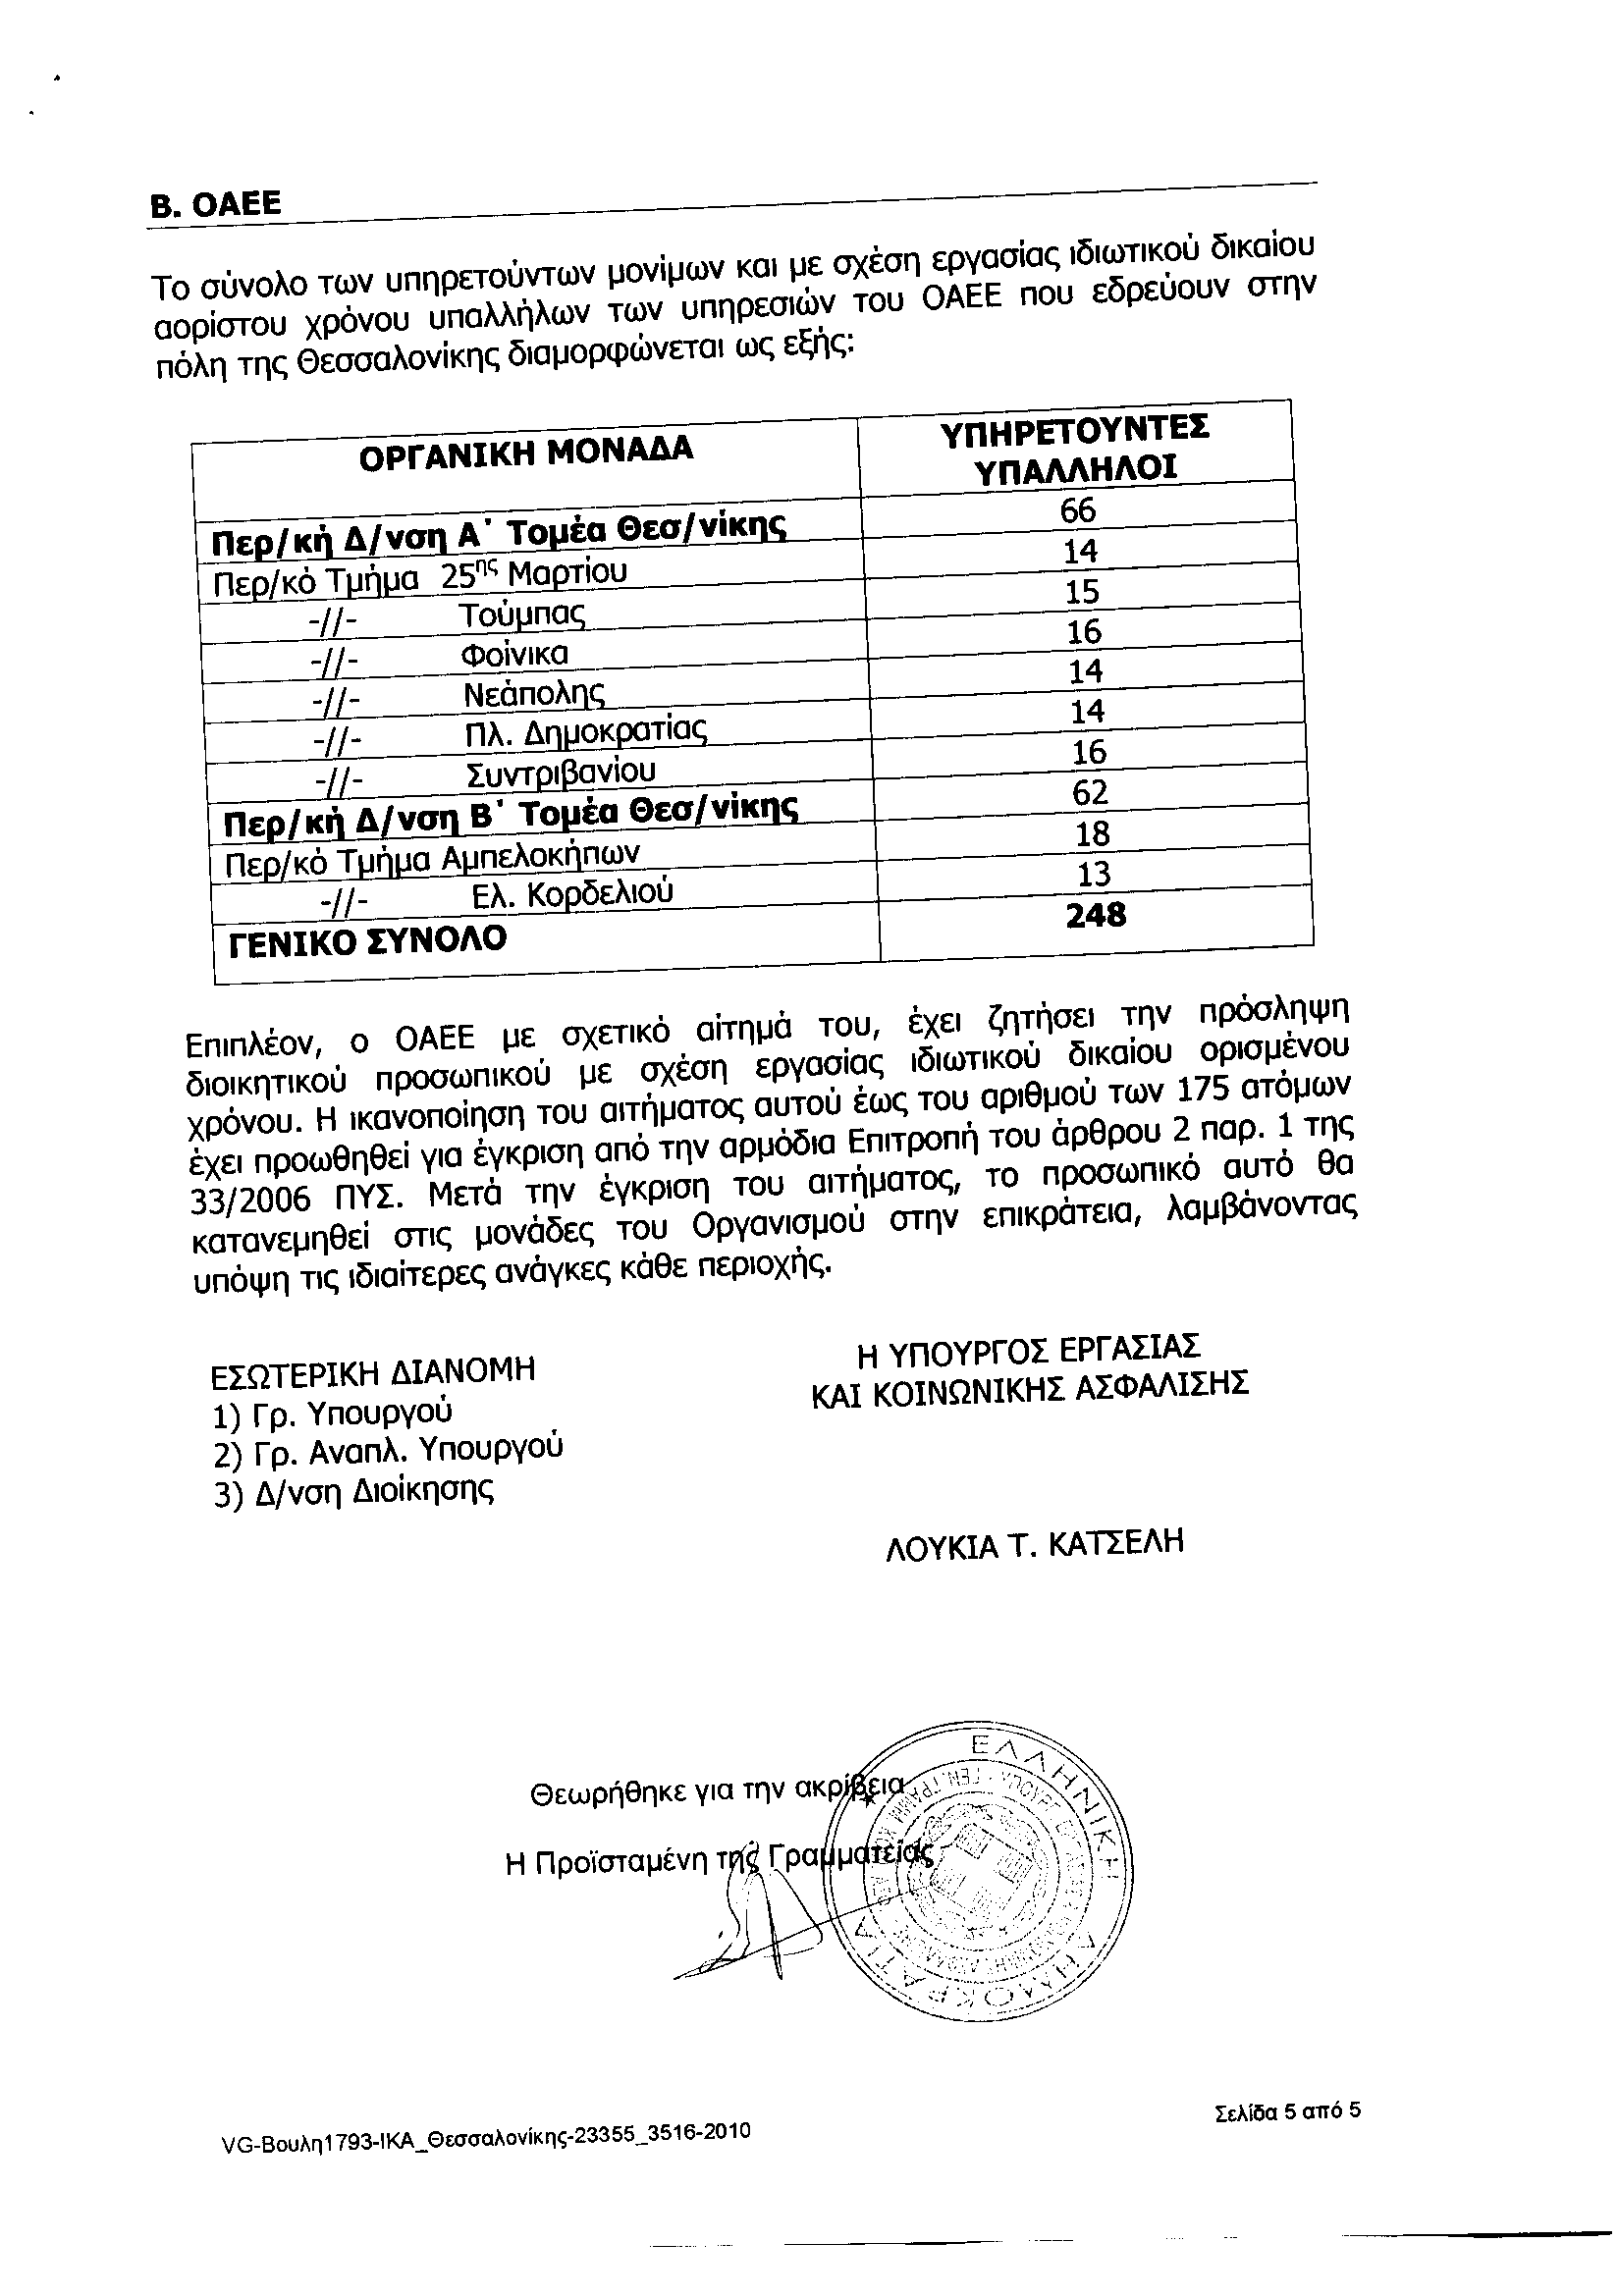 Β. ΟΑΕΕ
Το σύνολο των υπηρετούντων μονίμων και με σχέση εργασίας ιδιωτικού δικαίου
αορίστου χρόνου υπαλλήλων των υπηρεσιών του ΟΑΕΕ που εδρεύουν στην
πόλη της Θεσσαλονίκης διαμορφώνεται ως εξής:
ΟΡΓΑΝΙΚΗ ΜΟΝΑΔΑ ΥΠΗΡΕΤΟΥΝΤΕΣ
ΥΠΑΛΛΗΛΟΙ
Περ/κή Δ/νση Α΄ Τομέα Θεσ/νίκης 66
Περ/κό Τμήμα 25ης Μαρτίου 14
-//- Τούμπας 15
-//- Φοίνικα 16
-//- Νεάπολης 14
-//- Πλ. Δημοκρατίας 14
-//- Συντριβανίου 16
Περ/κή Δ/νση Β΄ Τομέα Θεσ/νίκης 62
Περ/κό Τμήμα Αμπελοκήπων 18
-//- Ελ. Κορδελιού 13
ΓΕΝΙΚΟ ΣΥΝΟΛΟ 248
Επιπλέον, ο ΟΑΕΕ με σχετικό αίτημά του, έχει ζητήσει την πρόσληψη
διοικητικού προσωπικού με σχέση εργασίας ιδιωτικού δικαίου ορισμένου
χρόνου. Η ικανοποίηση του αιτήματος αυτού έως του αριθμού των 175 ατόμων
έχει προωθηθεί για έγκριση από την αρμόδια Επιτροπή του άρθρου 2 παρ. 1 της
33/2006 ΠΥΣ. Μετά την έγκριση του αιτήματος, το προσωπικό αυτό θα
κατανεμηθεί στις μονάδες του Οργανισμού στην επικράτεια, λαμβάνοντας
υπόψη τις ιδιαίτερες ανάγκες κάθε περιοχής.
ΕΣΩΤΕΡΙΚΗ ΔΙΑΝΟΜΗ
1) Γρ. Υπουργού
2) Γρ. Αναπλ. Υπουργού
3) Δ/νση Διοίκησης
Η ΥΠΟΥΡΓΟΣ ΕΡΓΑΣΙΑΣ
ΚΑΙ ΚΟΙΝΩΝΙΚΗΣ ΑΣΦΑΛΙΣΗΣ
ΛΟΥΚΙΑ Τ. ΚΑΤΣΕΛΗ
Θεωρήθηκε για την ακρίβεια
Η Προϊσταμένη της Γραμματείας
ΕΛΛΗΝΙΚΗ ΔΗΜΟΚΡΑΤΙΑ
VG-Βουλη1793-ΙΚΑ_Θεσσαλονίκης-23355_3516-2010
Σελίδα 5 από 5